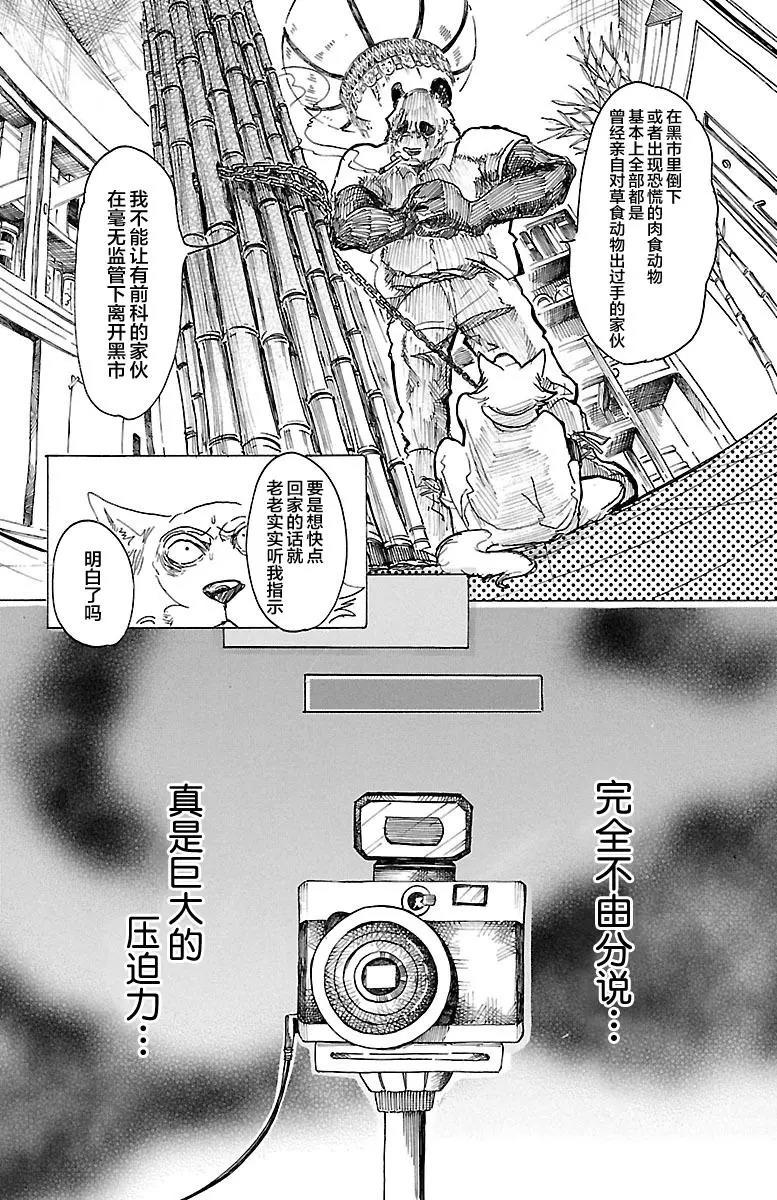 在黑市里倒下
或者出现恐慌的肉食动物
基本上全部都是
曾经亲自对草食动物出过手的家伙
我不能让有前科的家伙
在毫无监管下离开黑市
要是想快点
回家的话就
老老实实听我指示
明白了吗
完全不由分说…
真是巨大的
压迫力…